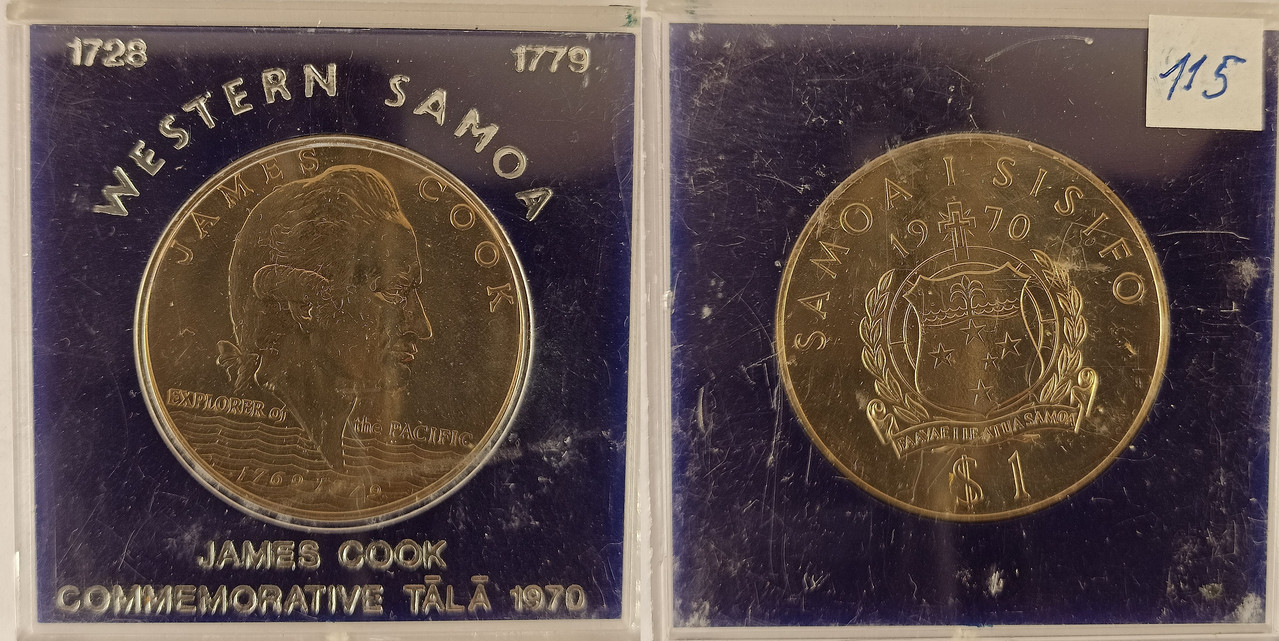 1728 1779
WESTERN SAMOA
JAMES COOK
EXPLORER of the PACIFIC
JAMES COOK
COMMEMORATIVE TĀLĀ 1970
115
SAMOA I SISIFO
1970
FAAVAE I LE ATUA SAMOA
$ 1